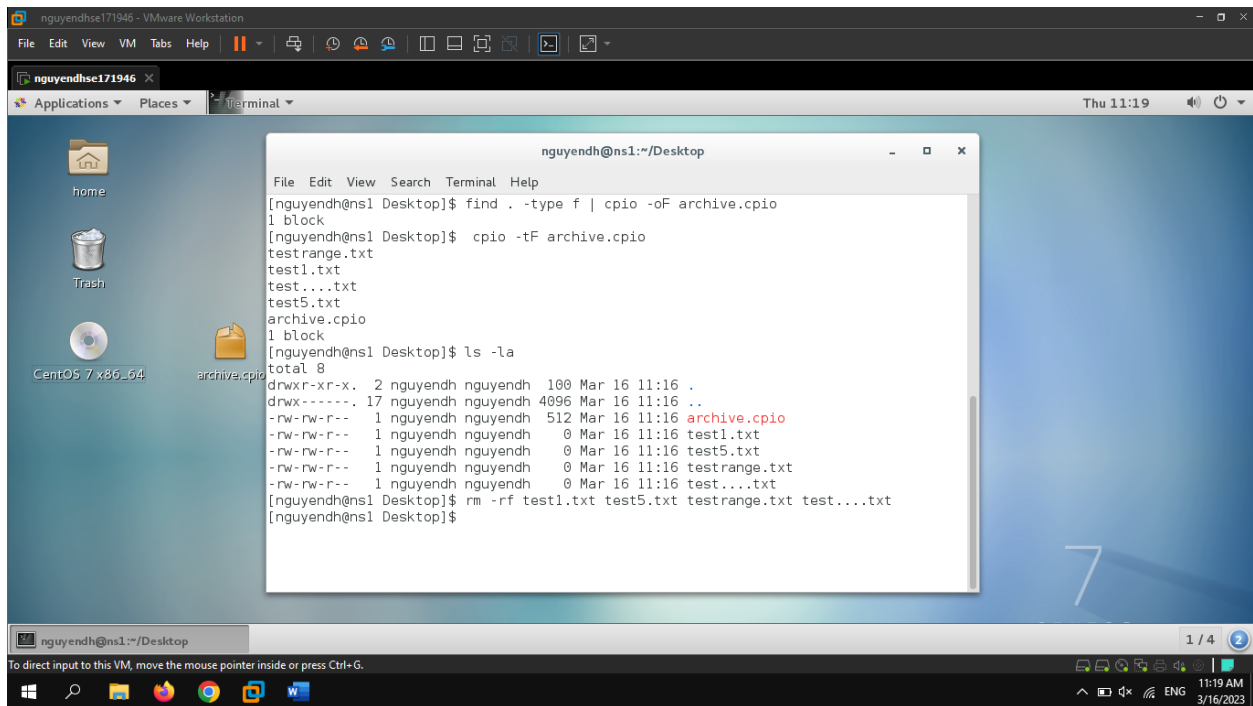 nguyendhse171946 - VMware Workstation
File Edit View VM Tabs Help
nguyendhse171946
Applications Places Terminal Thu 11:19
home
Trash
CentOS 7 x86_64
archive.cpio
nguyendh@ns1:~/Desktop
File Edit View Search Terminal Help
[nguyendh@ns1 Desktop]$ find . -type f | cpio -oF archive.cpio
1 block
[nguyendh@ns1 Desktop]$  cpio -tF archive.cpio
testrange.txt
test1.txt
test....txt
test5.txt
archive.cpio
1 block
[nguyendh@ns1 Desktop]$ ls -la
total 8
drwxr-xr-x.  2 nguyendh nguyendh  100 Mar 16 11:16 .
drwx------. 17 nguyendh nguyendh 4096 Mar 16 11:16 ..
-rw-rw-r--   1 nguyendh nguyendh  512 Mar 16 11:16 archive.cpio
-rw-rw-r--   1 nguyendh nguyendh    0 Mar 16 11:16 test1.txt
-rw-rw-r--   1 nguyendh nguyendh    0 Mar 16 11:16 test5.txt
-rw-rw-r--   1 nguyendh nguyendh    0 Mar 16 11:16 testrange.txt
-rw-rw-r--   1 nguyendh nguyendh    0 Mar 16 11:16 test....txt
[nguyendh@ns1 Desktop]$ rm -rf test1.txt test5.txt testrange.txt test....txt
[nguyendh@ns1 Desktop]$
7
nguyendh@ns1:~/Desktop
1 / 4 2
To direct input to this VM, move the mouse pointer inside or press Ctrl+G.
ENG
11:19 AM
3/16/2023